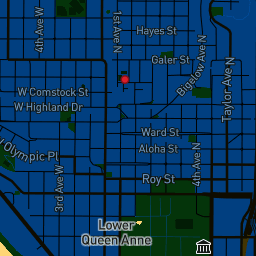 4th Ave W
1st Ave N
Hayes St
Galer St
Bigelow Ave N
Taylor Ave N
W Comstock St
W Highland Dr
Ward St
Aloha St
Olympic Pl
3rd Ave W
Roy St
4th Ave N
Lower
Queen Anne